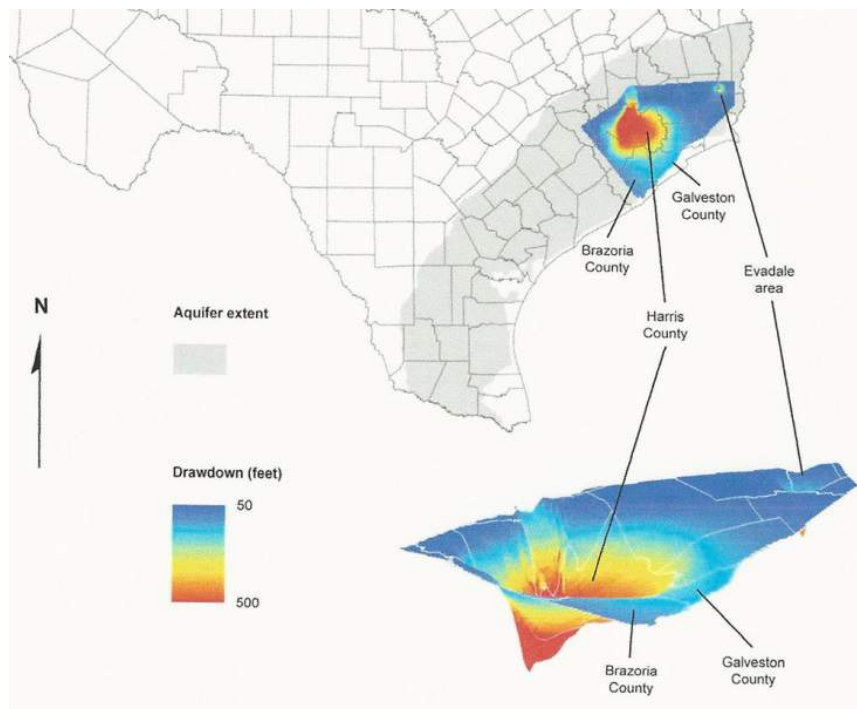 Galveston
County
Brazoria
County
Evadale
area
N
Aquifer extent
Harris
County
Drawdown (feet)
50
500
Brazoria
County
Galveston
County